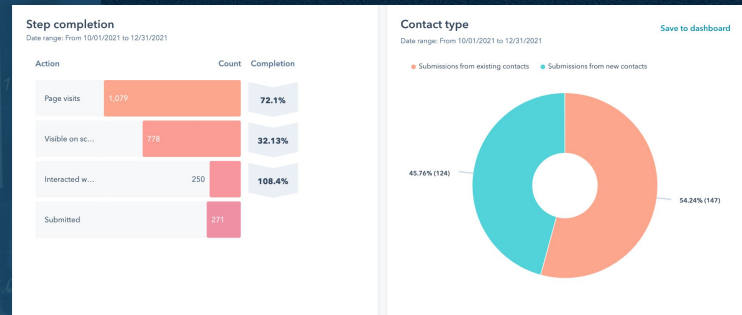 Step completion
Date range: From 10/01/2021 to 12/31/2021
Action Count Completion
Page visits 1,079 72.1%
Visible on sc... 778 32.13%
Interacted w... 250 108.4%
Submitted 271
Contact type
Save to dashboard
Date range: From 10/01/2021 to 12/31/2021
Submissions from existing contacts Submissions from new contacts
45.76% (124)
54.24% (147)